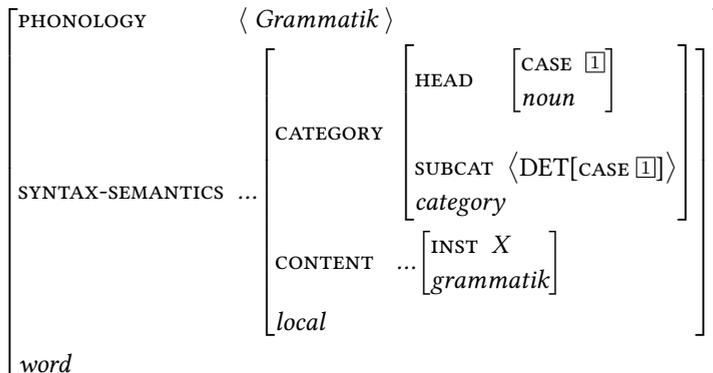 PHONOLOGY ⟨ Grammatik ⟩
HEAD [CASE 1
noun]
CATEGORY
SUBCAT ⟨DET[CASE 1]⟩
SYNTAX-SEMANTICS ...
category
CONTENT ... [INST X
grammatik]
local
word